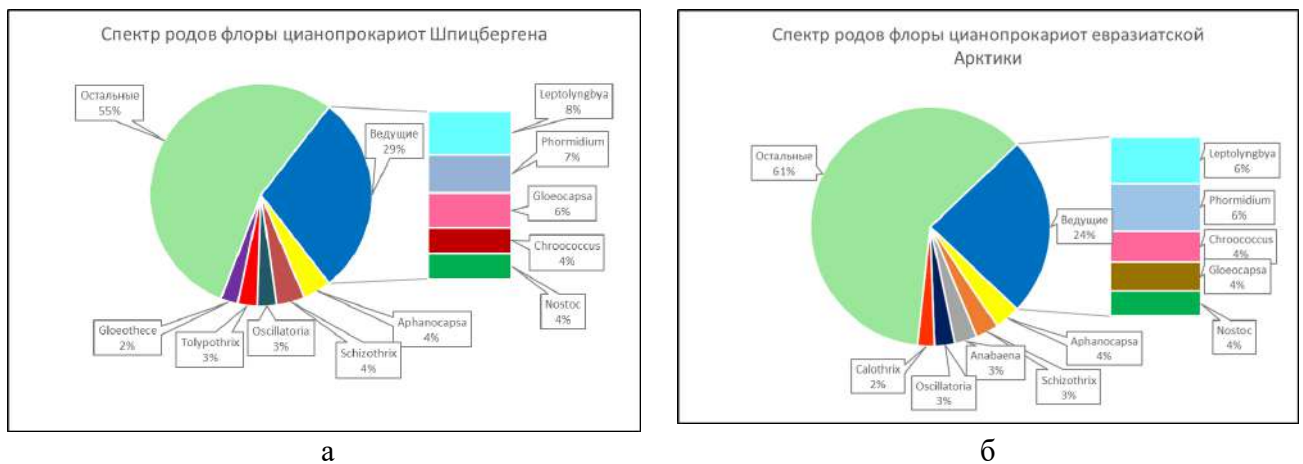 Спектр родов флоры цианопрокариот Шпицбергена
Остальные
55%
Ведущие
29%
Leptolyngbya
8%
Phormidium
7%
Gloeocapsa
6%
Chroococcus
4%
Nostoc
4%
Aphanocapsa
4%
Schizothrix
4%
Oscillatoria
3%
Tolypothrix
3%
Gloeothece
2%
а
Спектр родов флоры цианопрокариот евразиатской
Арктики
Остальные
61%
Ведущие
24%
Leptolyngbya
6%
Phormidium
6%
Chroococcus
4%
Gloeocapsa
4%
Nostoc
4%
Aphanocapsa
4%
Schizothrix
3%
Anabaena
3%
Oscillatoria
3%
Calothrix
2%
б